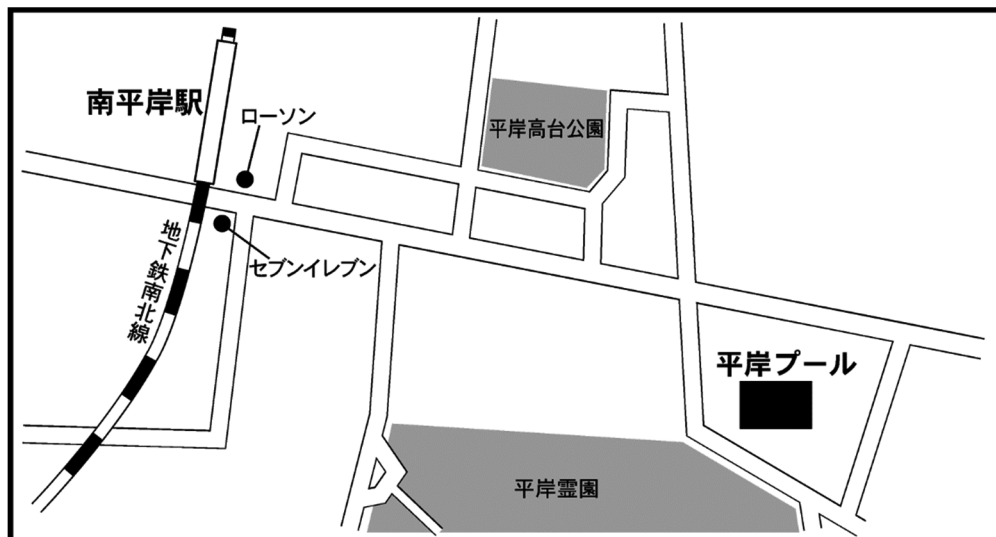 南平岸駅
ローソン
平岸高台公園
地下鉄南北線
セブンイレブン
平岸プール
平岸霊園